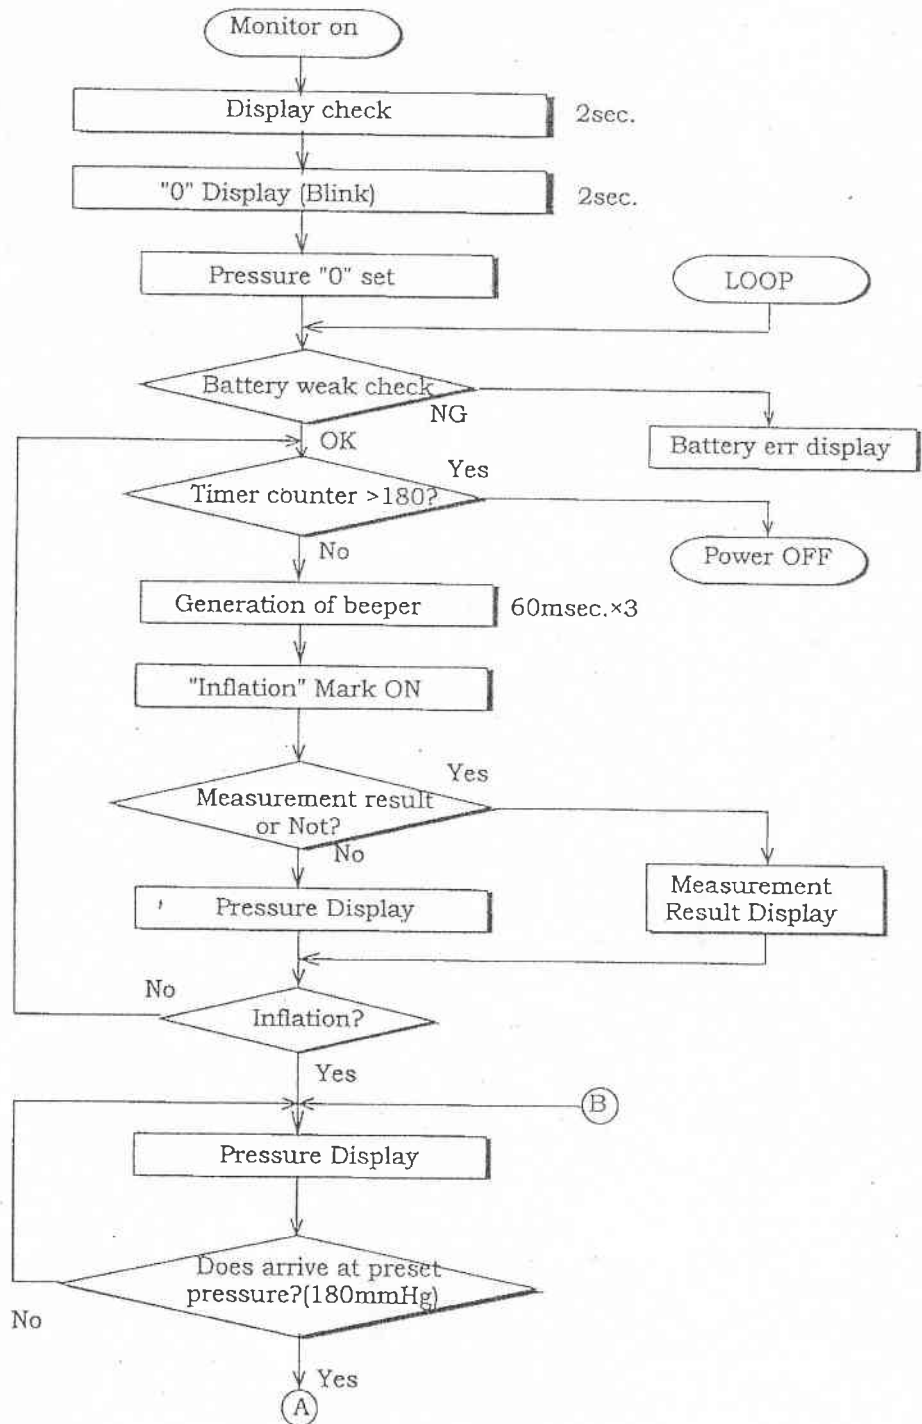 Monitor on
Display check
2sec.
"0" Display (Blink)
2sec.
Pressure "0" set
LOOP
Battery weak check
NG
OK
Battery err display
Yes
Timer counter >180?
No
Power OFF
Generation of beeper
60msec.×3
"Inflation" Mark ON
Yes
Measurement result
or Not?
No
Measurement
Result Display
Pressure Display
No
Inflation?
Yes
B
Pressure Display
Does arrive at preset
pressure?(180mmHg)
No
Yes
A